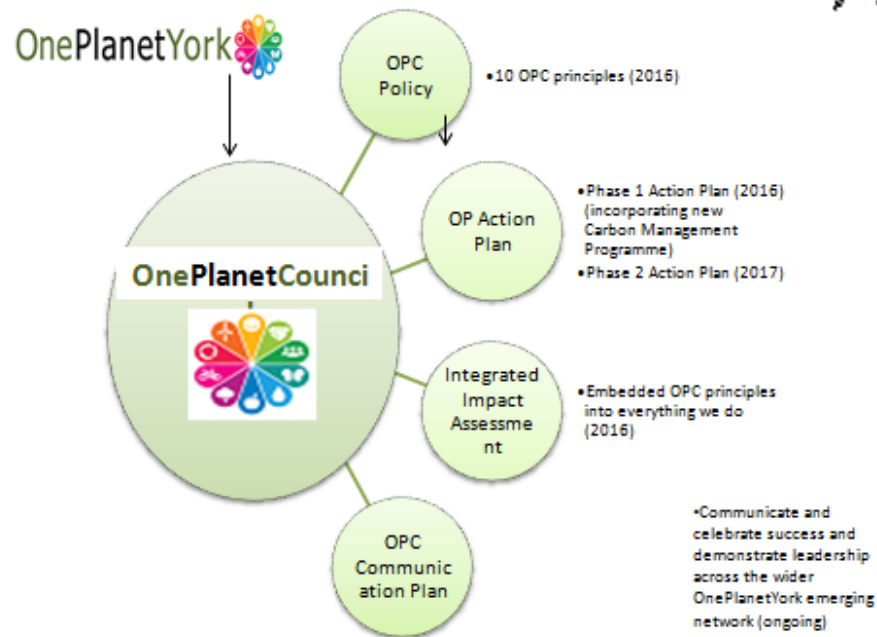 OnePlanetYork
OPC
Policy
•10 OPC principles (2016)
OP Action
Plan
•Phase 1 Action Plan (2016)
(incorporating new
Carbon Management
Programme)
•Phase 2 Action Plan (2017)
OnePlanetCounci
Integrated
Impact
Assessme
nt
•Embedded OPC principles
into everything we do
(2016)
OPC
Communic
ation Plan
•Communicate and
celebrate success and
demonstrate leadership
across the wider
OnePlanetYork emerging
network (ongoing)